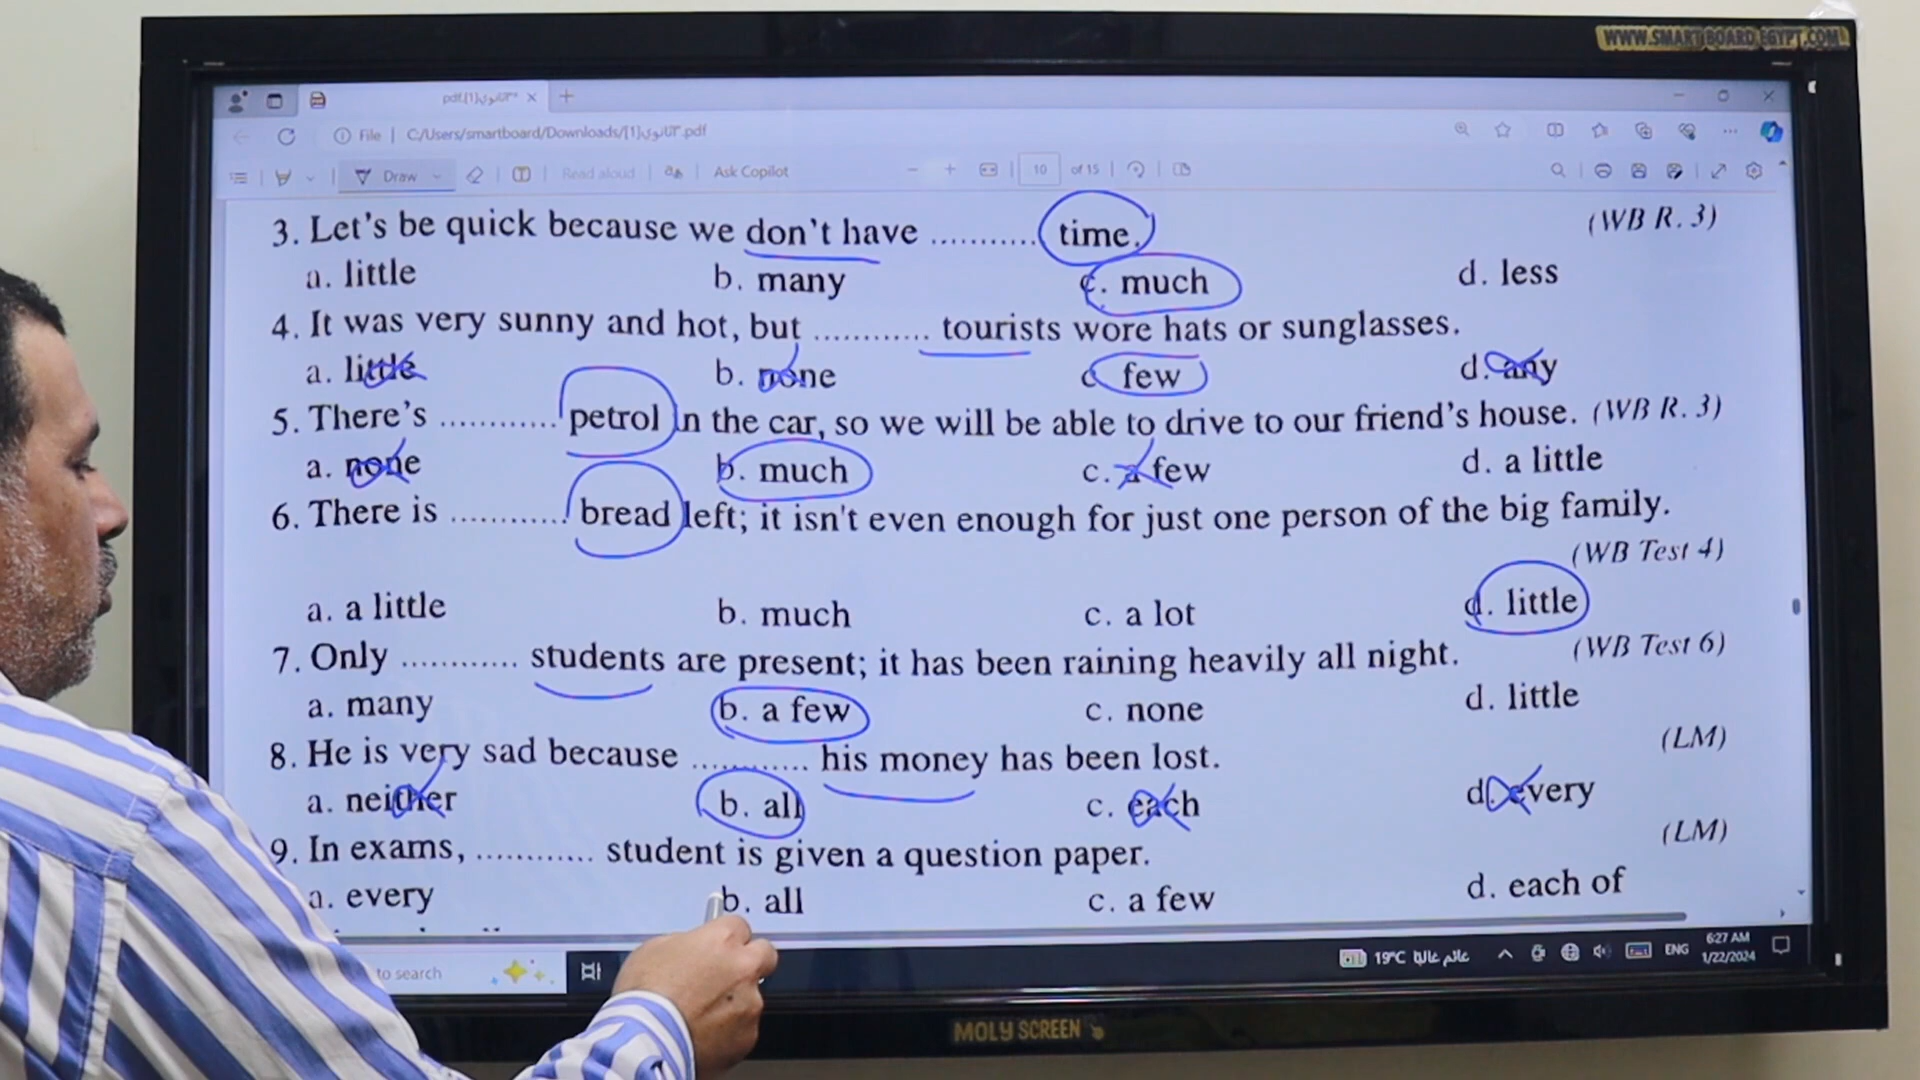 WWW.SMARTBOARDEGYPT.COM
File | C:/Users/smartboard/Downloads/[1]ثانوي٣.pdf
Draw Read aloud Ask Copilot 10 of 15
3. Let's be quick because we don't have ............ time. (WB R. 3)
a. little b. many c. much d. less
4. It was very sunny and hot, but ............ tourists wore hats or sunglasses.
a. little b. none c few d. any
5. There's ............ petrol in the car, so we will be able to drive to our friend's house. (WB R. 3)
a. none b. much c. a few d. a little
6. There is ............ bread left; it isn't even enough for just one person of the big family.
(WB Test 4)
a. a little b. much c. a lot d. little
7. Only ............ students are present; it has been raining heavily all night. (WB Test 6)
a. many b. a few c. none d. little
8. He is very sad because ............ his money has been lost. (LM)
a. neither b. all c. each d. every
9. In exams, ............ student is given a question paper. (LM)
a. every b. all c. a few d. each of
to search 19°C غائم غالبًا ENG 6:27 AM
1/22/2024
MOLY SCREEN